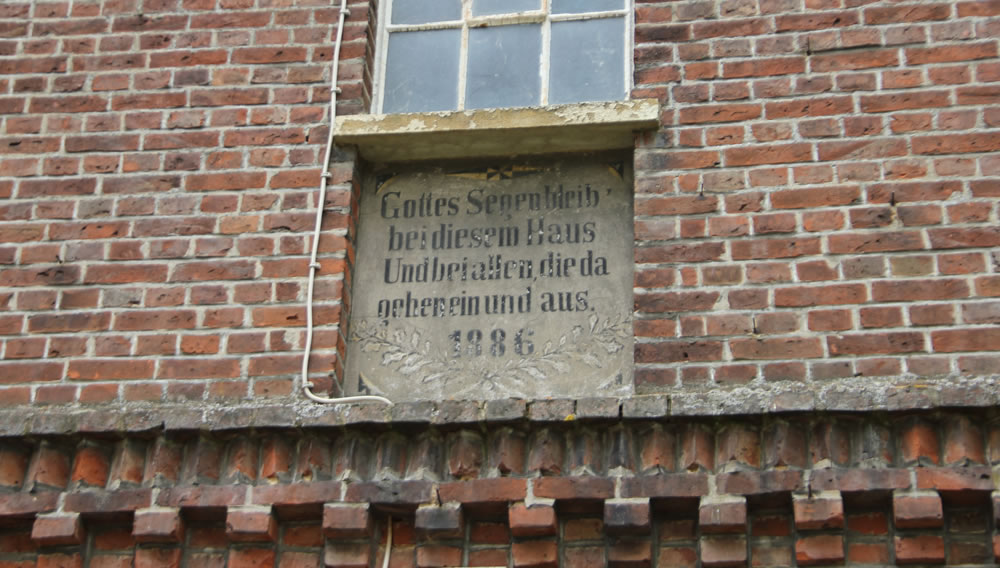 Gottes Segen bleib'
bei diesem Haus
Und bei allen, die da
gehen ein und aus.
1886